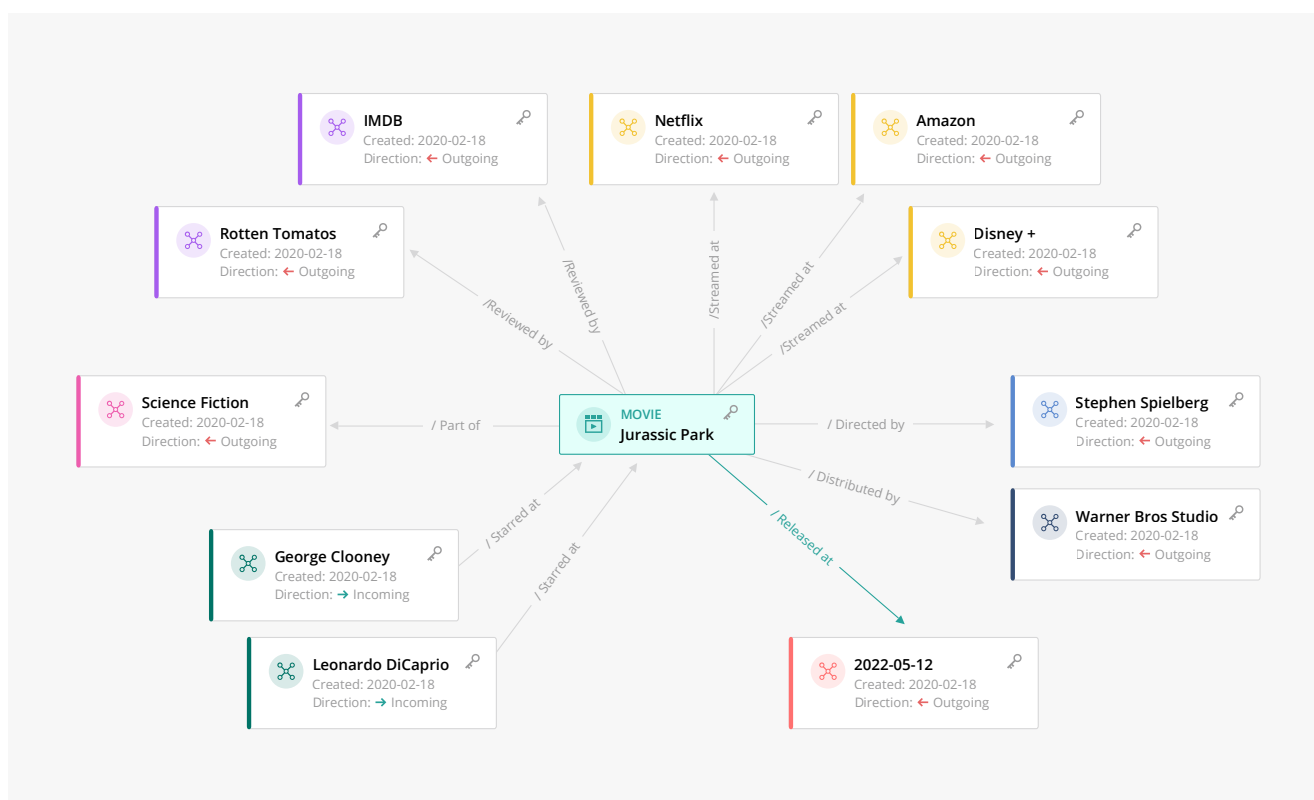 IMDB
Created: 2020-02-18
Direction: ← Outgoing
Netflix
Created: 2020-02-18
Direction: ← Outgoing
Amazon
Created: 2020-02-18
Direction: ← Outgoing
Rotten Tomatos
Created: 2020-02-18
Direction: ← Outgoing
Disney +
Created: 2020-02-18
Direction: ← Outgoing
/Reviewed by
/Reviewed by
/Streamed at
/Streamed at
/Streamed at
Science Fiction
Created: 2020-02-18
Direction: ← Outgoing
/ Part of
MOVIE
Jurassic Park
/ Directed by
Stephen Spielberg
Created: 2020-02-18
Direction: ← Outgoing
/ Distributed by
Warner Bros Studio
Created: 2020-02-18
Direction: ← Outgoing
/ Starred at
/ Starred at
/ Released at
George Clooney
Created: 2020-02-18
Direction: → Incoming
Leonardo DiCaprio
Created: 2020-02-18
Direction: → Incoming
2022-05-12
Created: 2020-02-18
Direction: ← Outgoing